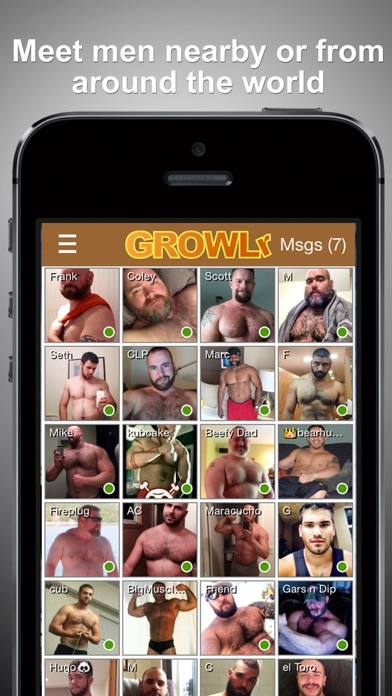 Meet men nearby or from
around the world
GROWLr Msgs (7)
Frank Coley Scott M
Seth CLP Marc F
Mike kubcake Beefy Dad 👑bearhu...
Fireplug AC Maracucho G
cub BigMuscl... Friend Gars n Dip
Hugo🐼 M C el Toro